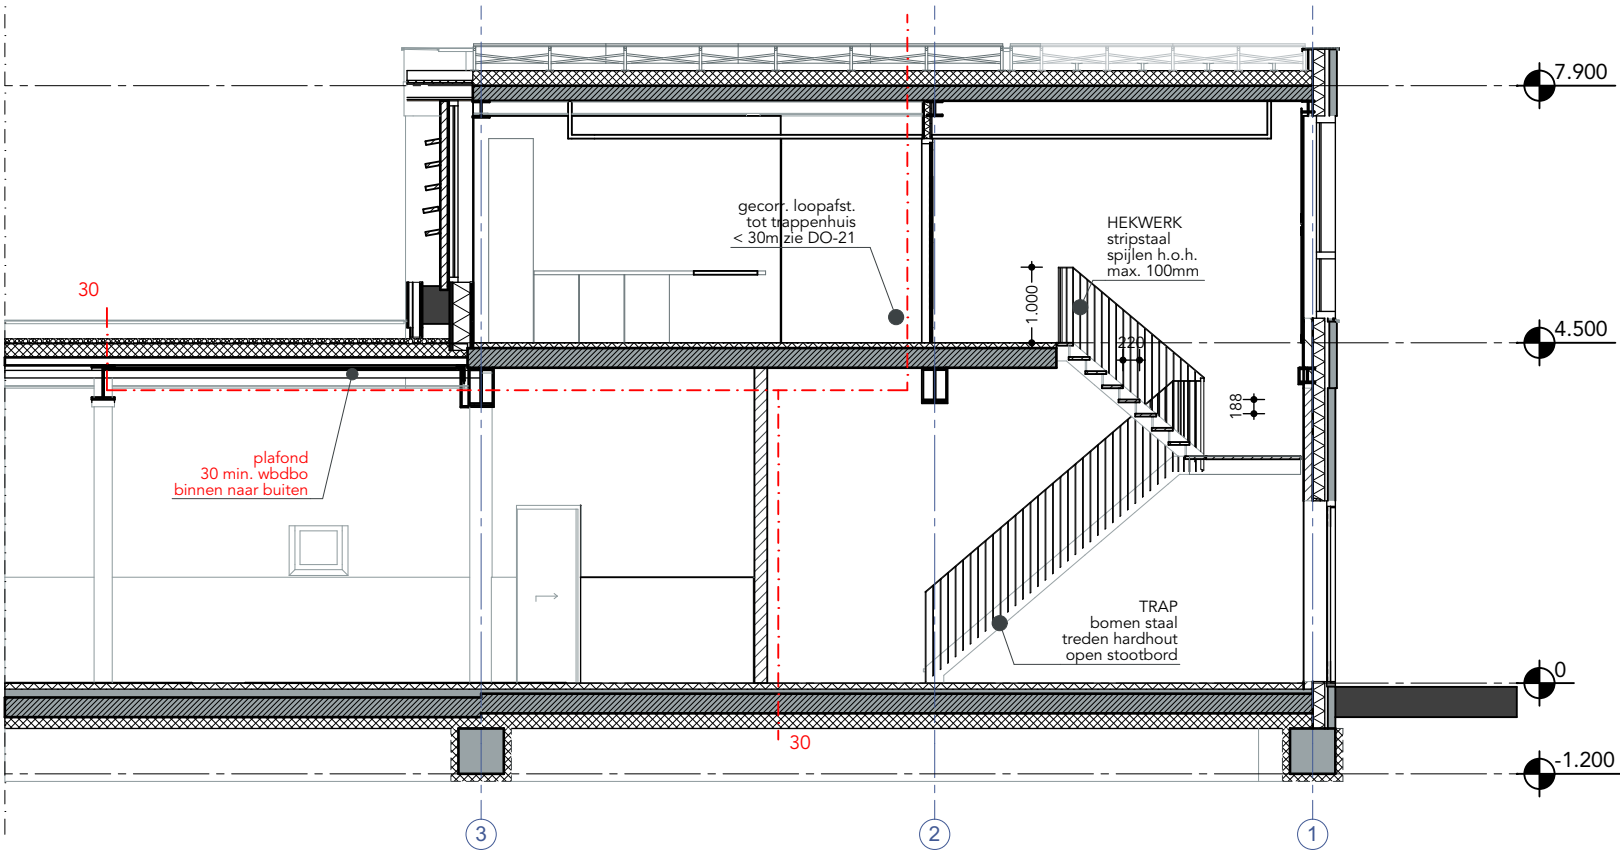 7.900
gecorr. loopafst.
tot trappenhuis
< 30m zie DO-21
HEKWERK
stripstaal
spijlen h.o.h.
max. 100mm
30
1.000
4.500
220
188
plafond
30 min. wbdbo
binnen naar buiten
TRAP
bomen staal
treden hardhout
open stootbord
0
30
-1.200
3
2
1